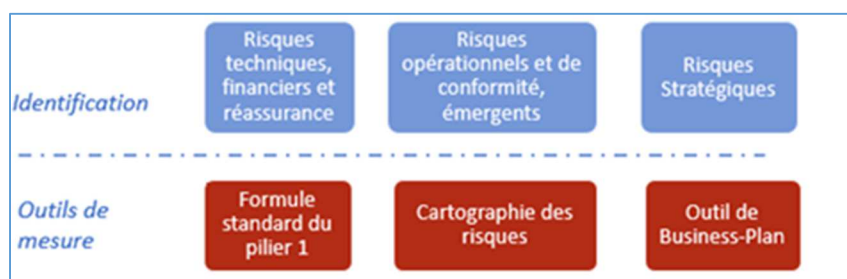 Identification
Risques
techniques,
financiers et
réassurance
Risques
opérationnels et de
conformité,
émergents
Risques
Stratégiques
Outils de
mesure
Formule
standard du
pilier 1
Cartographie des
risques
Outil de
Business-Plan